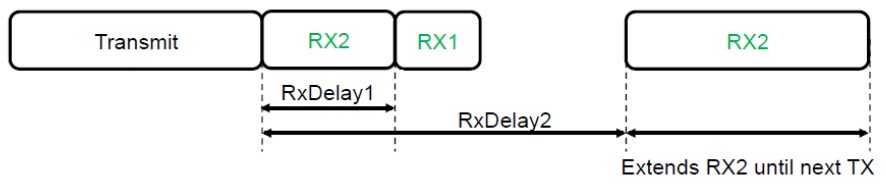 Transmit
RX2
RX1
RX2
RxDelay1
RxDelay2
Extends RX2 until next TX